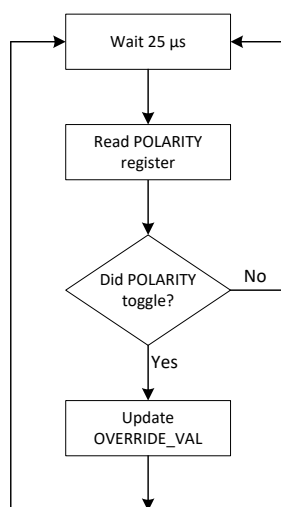 Wait 25 µs
Read POLARITY
register
Did POLARITY
toggle?
No
Yes
Update
OVERRIDE_VAL